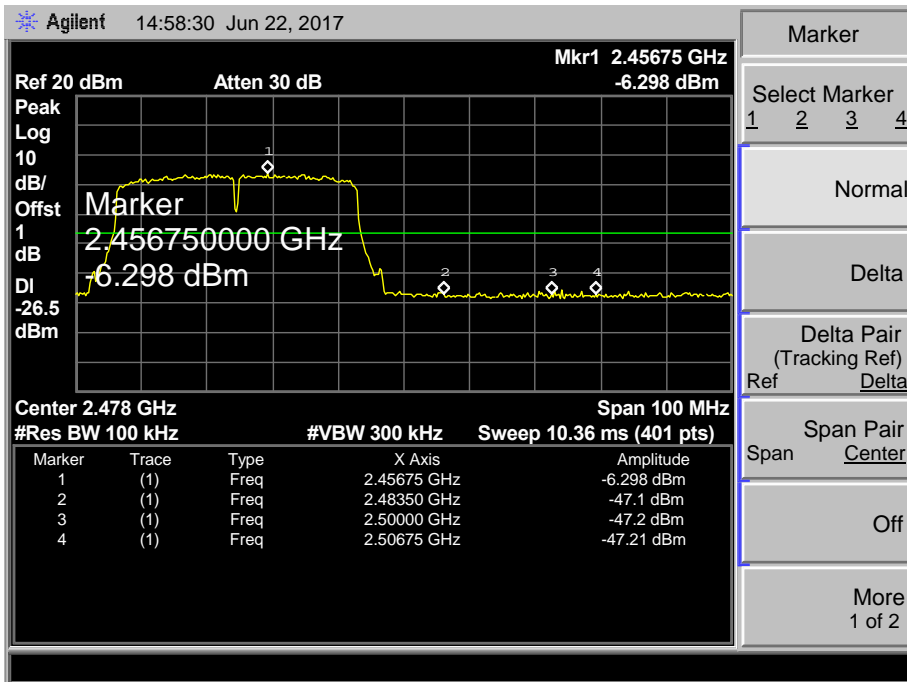 Agilent 14:58:30 Jun 22, 2017
Mkr1 2.45675 GHz
Ref 20 dBm Atten 30 dB -6.298 dBm
Peak
Log
10
dB/
Offst
1
dB
DI
-26.5
dBm
1
2
3
4
Marker
2.456750000 GHz
-6.298 dBm
Center 2.478 GHz Span 100 MHz
#Res BW 100 kHz #VBW 300 kHz Sweep 10.36 ms (401 pts)
Marker Trace Type X Axis Amplitude
1 (1) Freq 2.45675 GHz -6.298 dBm
2 (1) Freq 2.48350 GHz -47.1 dBm
3 (1) Freq 2.50000 GHz -47.2 dBm
4 (1) Freq 2.50675 GHz -47.21 dBm
Marker
Select Marker
1 2 3 4
Normal
Delta
Delta Pair
(Tracking Ref)
Ref Delta
Span Pair
Span Center
Off
More
1 of 2